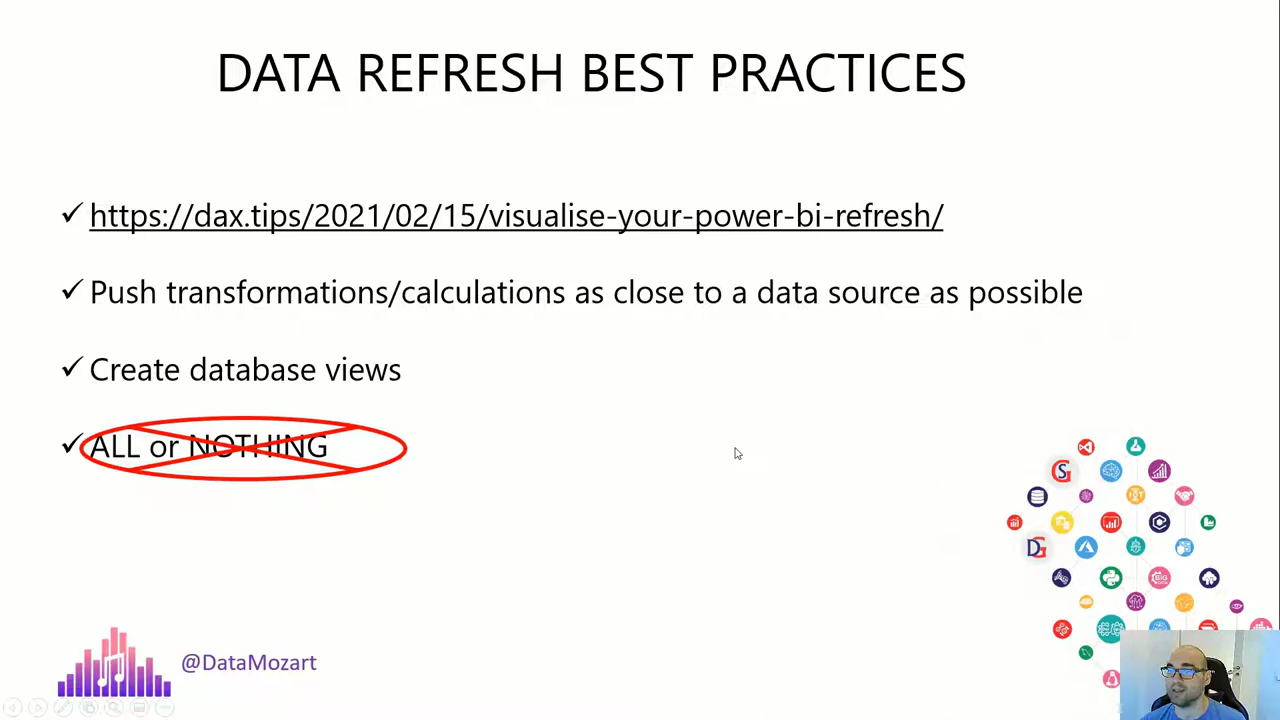 DATA REFRESH BEST PRACTICES
https://dax.tips/2021/02/15/visualise-your-power-bi-refresh/
Push transformations/calculations as close to a data source as possible
Create database views
ALL or NOTHING
@DataMozart